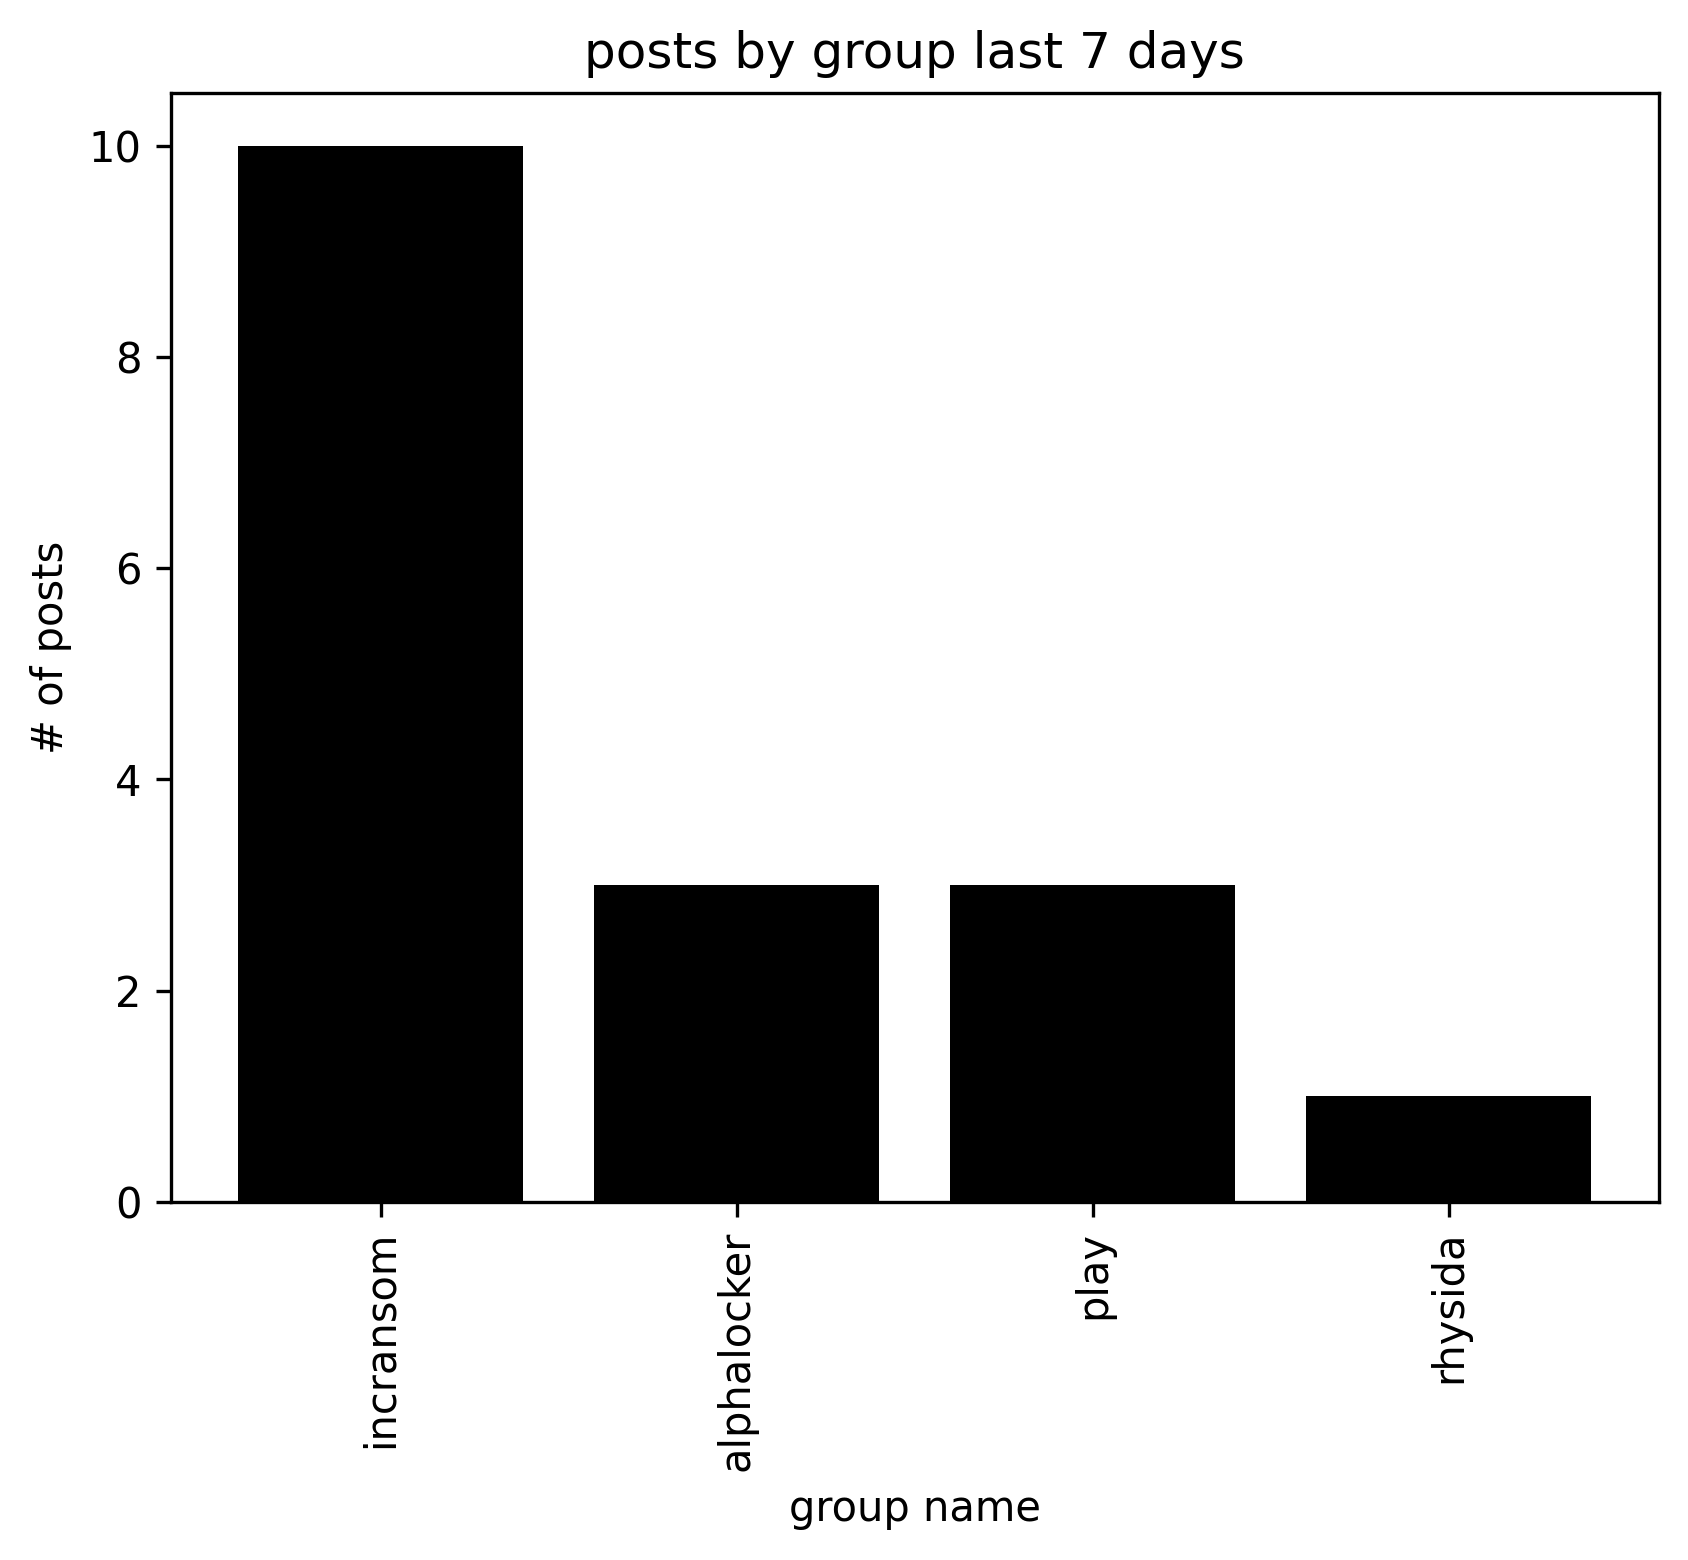 posts by group last 7 days
# of posts
10
8
6
4
2
0
incransom
alphalocker
play
rhysida
group name